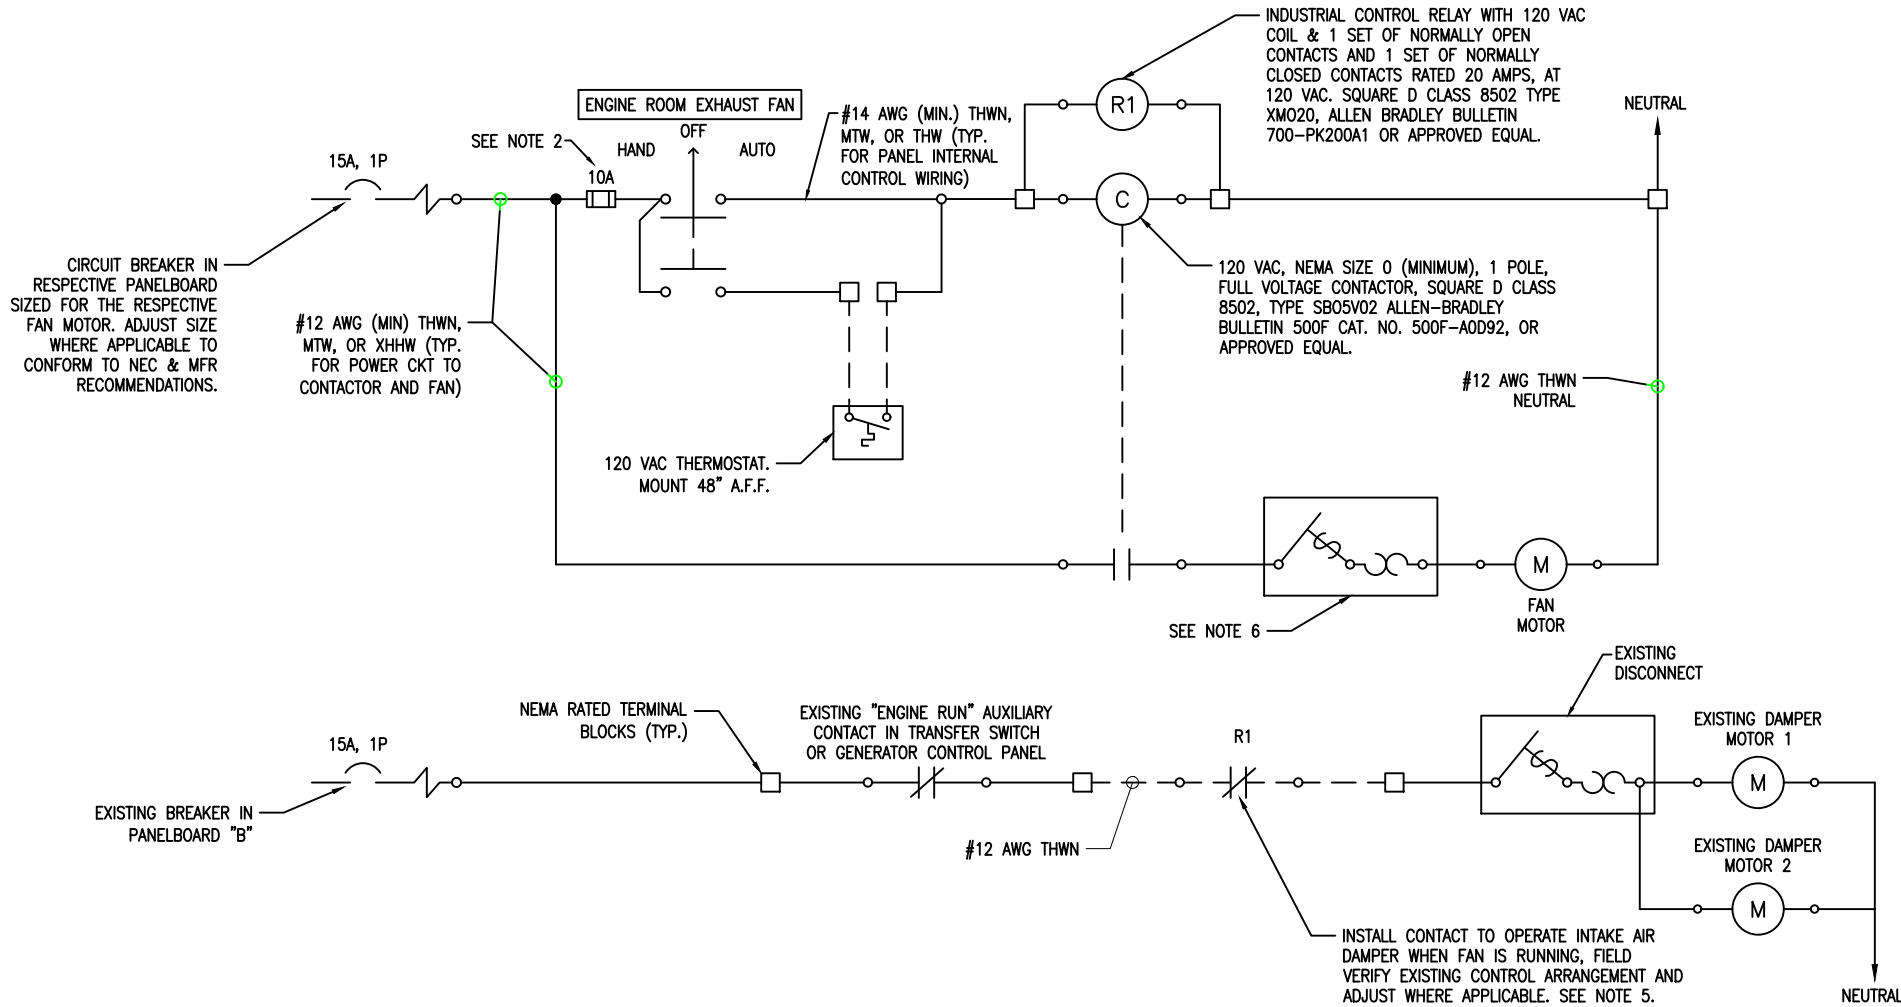 INDUSTRIAL CONTROL RELAY WITH 120 VAC
COIL & 1 SET OF NORMALLY OPEN
CONTACTS AND 1 SET OF NORMALLY
CLOSED CONTACTS RATED 20 AMPS, AT
120 VAC. SQUARE D CLASS 8502 TYPE
XMO20, ALLEN BRADLEY BULLETIN
700-PK200A1 OR APPROVED EQUAL.
R1
NEUTRAL
ENGINE ROOM EXHAUST FAN
OFF
HAND
AUTO
#14 AWG (MIN.) THWN,
MTW, OR THW (TYP.
FOR PANEL INTERNAL
CONTROL WIRING)
SEE NOTE 2
10A
15A, 1P
C
CIRCUIT BREAKER IN
RESPECTIVE PANELBOARD
SIZED FOR THE RESPECTIVE
FAN MOTOR. ADJUST SIZE
WHERE APPLICABLE TO
CONFORM TO NEC & MFR
RECOMMENDATIONS.
#12 AWG (MIN) THWN,
MTW, OR XHHW (TYP.
FOR POWER CKT TO
CONTACTOR AND FAN)
120 VAC, NEMA SIZE 0 (MINIMUM), 1 POLE,
FULL VOLTAGE CONTACTOR, SQUARE D CLASS
8502, TYPE SBO5V02 ALLEN-BRADLEY
BULLETIN 500F CAT. NO. 500F-AOD92, OR
APPROVED EQUAL.
#12 AWG THWN
NEUTRAL
120 VAC THERMOSTAT.
MOUNT 48" A.F.F.
M
FAN
MOTOR
SEE NOTE 6
EXISTING
DISCONNECT
NEMA RATED TERMINAL
BLOCKS (TYP.)
EXISTING "ENGINE RUN" AUXILIARY
CONTACT IN TRANSFER SWITCH
OR GENERATOR CONTROL PANEL
R1
EXISTING DAMPER
MOTOR 1
M
15A, 1P
EXISTING BREAKER IN
PANELBOARD "B"
#12 AWG THWN
EXISTING DAMPER
MOTOR 2
M
INSTALL CONTACT TO OPERATE INTAKE AIR
DAMPER WHEN FAN IS RUNNING, FIELD
VERIFY EXISTING CONTROL ARRANGEMENT AND
ADJUST WHERE APPLICABLE. SEE NOTE 5.
NEUTRAL